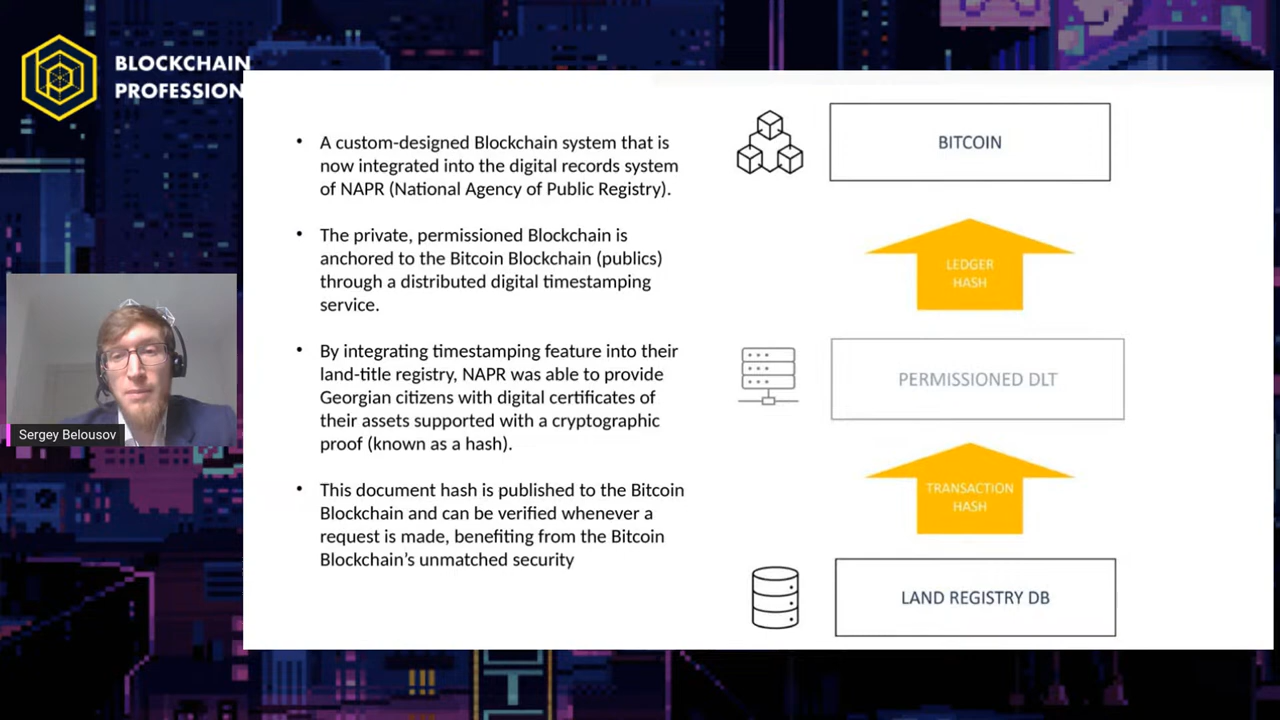 BLOCKCHAIN
PROFESSION
• A custom-designed Blockchain system that is
now integrated into the digital records system
of NAPR (National Agency of Public Registry).
• The private, permissioned Blockchain is
anchored to the Bitcoin Blockchain (publics)
through a distributed digital timestamping
service.
• By integrating timestamping feature into their
land-title registry, NAPR was able to provide
Georgian citizens with digital certificates of
their assets supported with a cryptographic
proof (known as a hash).
• This document hash is published to the Bitcoin
Blockchain and can be verified whenever a
request is made, benefiting from the Bitcoin
Blockchain’s unmatched security
BITCOIN
LEDGER
HASH
PERMISSIONED DLT
TRANSACTION
HASH
LAND REGISTRY DB
Sergey Belousov